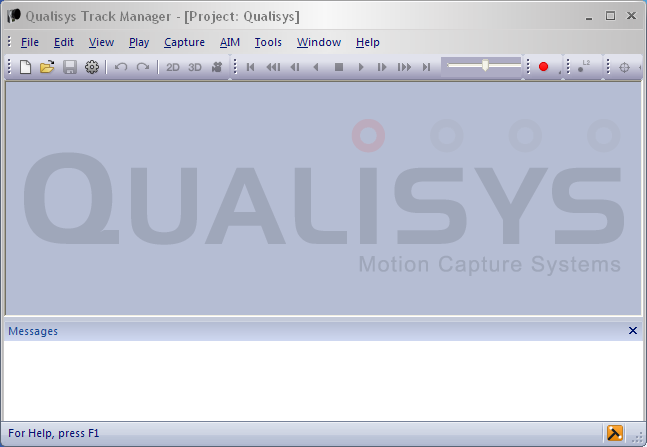 Qualisys Track Manager - [Project: Qualisys]
File Edit View Play Capture AIM Tools Window Help
2D 3D L2
QUALISYS
Motion Capture Systems
Messages
For Help, press F1